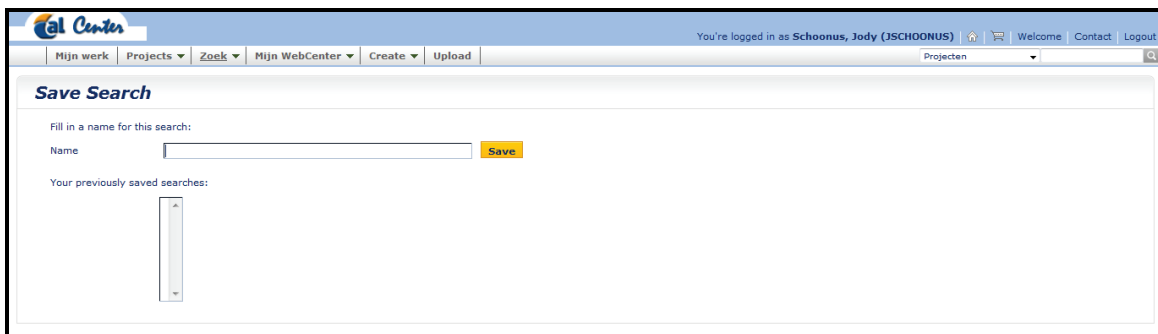 Cal Center
You're logged in as Schoonus, Jody (JSCHOONUS) Welcome Contact Logout
Mijn werk Projects Zoek Mijn WebCenter Create Upload Projecten
Save Search
Fill in a name for this search:
Name Save
Your previously saved searches: